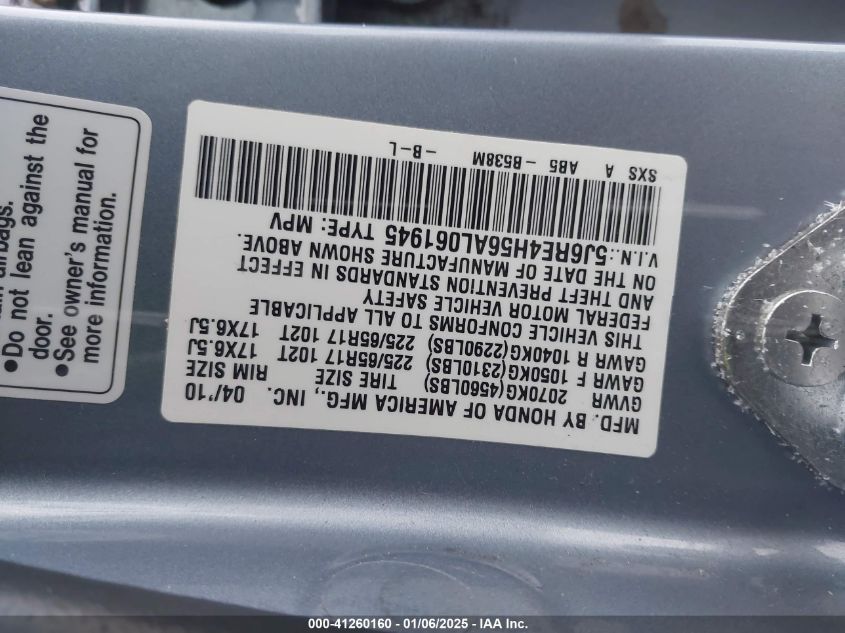 MFD. BY HONDA OF AMERICA MFG., INC. 04/'10
GVWR TIRE SIZE RIM SIZE
2070KG(4560LBS)
GAWR F 1050KG(2310LBS) 225/65R17 102T 17X6.5J
GAWR R 1040KG(2290LBS) 225/65R17 102T 17X6.5J
THIS VEHICLE CONFORMS TO ALL APPLICABLE
FEDERAL MOTOR VEHICLE SAFETY
AND THEFT PREVENTION STANDARDS IN EFFECT
ON THE DATE OF MANUFACTURE SHOWN ABOVE.
V.I.N.:5J6RE4H56AL061945 TYPE: MPV
SXS A AB5 -B538M -B-L
airbags.
•Do not lean against the
door.
•See owner's manual for
more information.
000-41260160 — 01/06/2025 — IAA Inc.